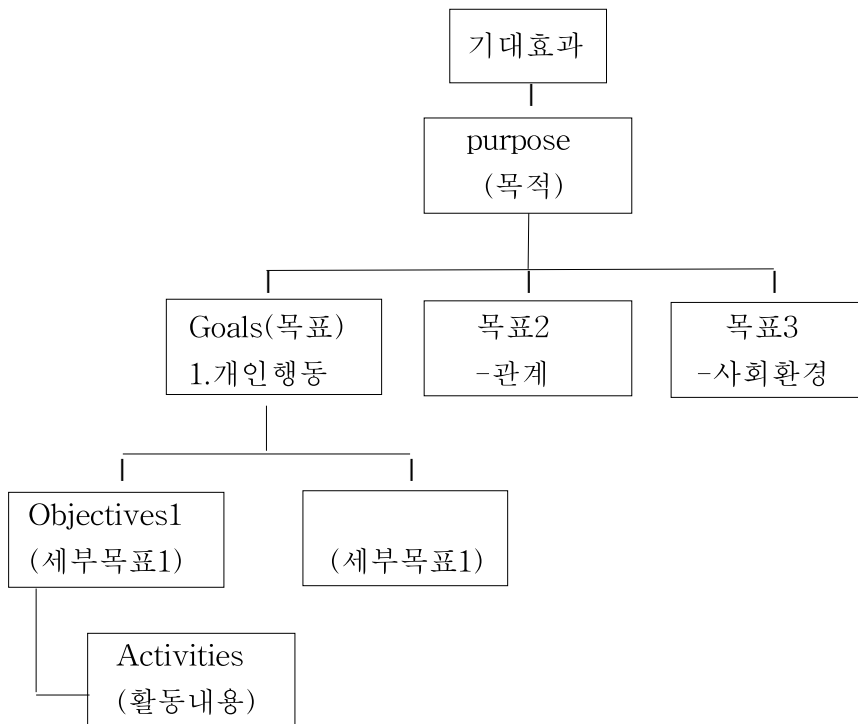 기대효과
purpose
(목적)
Goals(목표)
1.개인행동
목표2
-관계
목표3
-사회환경
Objectives1
(세부목표1)
(세부목표1)
Activities
(활동내용)